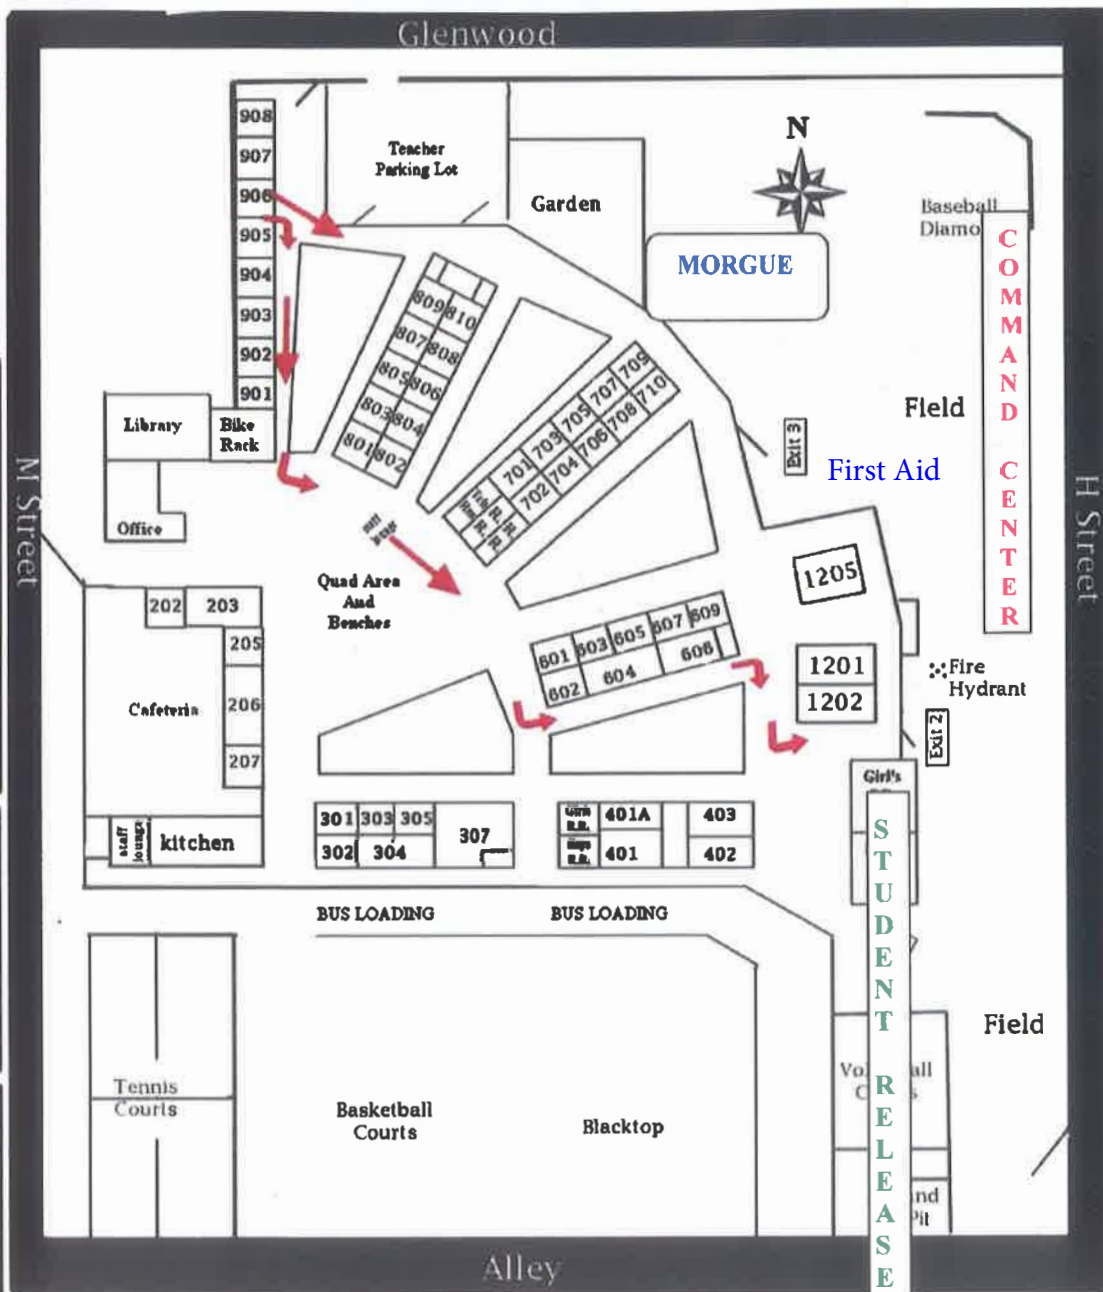 Glenwood
908
907
906
905
904
903
902
901
Teacher
Parking Lot
Garden
N
MORGUE
Baseball
Diamo
COMMAND CENTER
Field
First Aid
Exit 3
H Street
M Street
Library
Bike
Rack
Office
809 810
807 808
805 806
803 804
801 802
701 703 705 707 709
702 704 706 708 710
R. R.
R. R.
Quad Area
And
Benches
202 203
205
206
207
Cafeteria
staff
lounge
kitchen
601 603 605 607 609
602 604 606
1205
1201
1202
Fire
Hydrant
Exit 2
Girl's
STUDENT RELEASE
301 303 305
302 304
307
R.R.
R.R.
401A
401
403
402
BUS LOADING
BUS LOADING
Field
Tennis
Courts
Basketball
Courts
Blacktop
Vo all
C s
nd
Pit
Alley